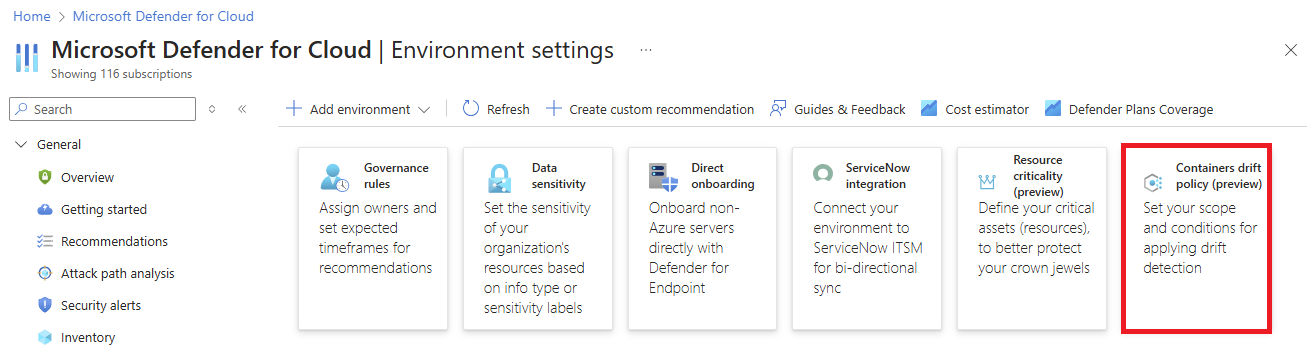 Home > Microsoft Defender for Cloud
Microsoft Defender for Cloud | Environment settings ...
Showing 116 subscriptions
Search
Add environment
Refresh
Create custom recommendation
Guides & Feedback
Cost estimator
Defender Plans Coverage
General
Overview
Getting started
Recommendations
Attack path analysis
Security alerts
Inventory
Governance
rules
Assign owners and
set expected
timeframes for
recommendations
Data
sensitivity
Set the sensitivity
of your
organization's
resources based
on info type or
sensitivity labels
Direct
onboarding
Onboard non-
Azure servers
directly with
Defender for
Endpoint
ServiceNow
integration
Connect your
environment to
ServiceNow ITSM
for bi-directional
sync
Resource
criticality
(preview)
Define your critical
assets (resources),
to better protect
your crown jewels
Containers drift
policy (preview)
Set your scope
and conditions for
applying drift
detection